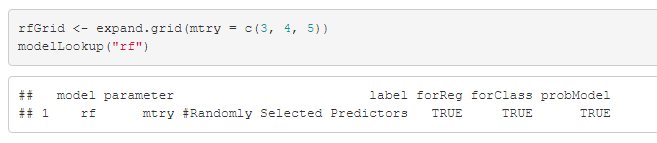 rfGrid <- expand.grid(mtry = c(3, 4, 5))
modelLookup("rf")
##   model parameter                         label forReg forClass probModel
## 1    rf      mtry #Randomly Selected Predictors   TRUE     TRUE      TRUE